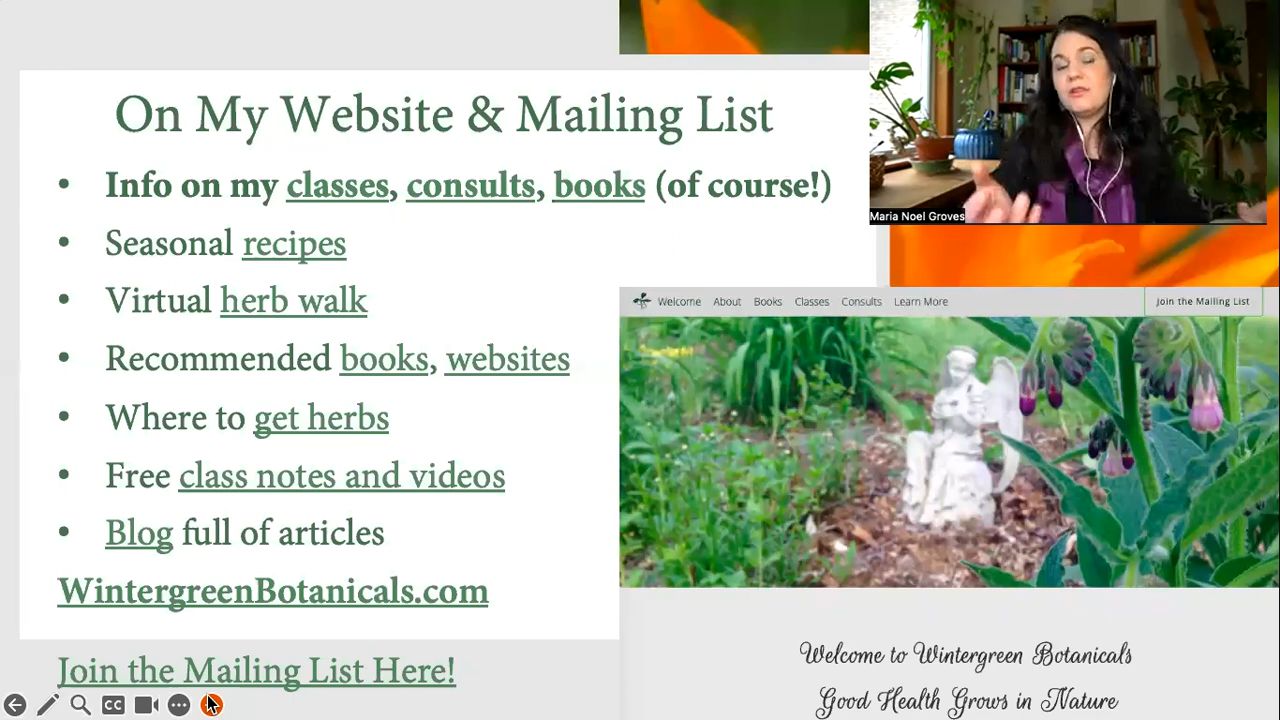 On My Website & Mailing List
• Info on my classes, consults, books (of course!)
• Seasonal recipes
• Virtual herb walk
• Recommended books, websites
• Where to get herbs
• Free class notes and videos
• Blog full of articles
WintergreenBotanicals.com
Join the Mailing List Here!
CC
Maria Noel Groves
Welcome About Books Classes Consults Learn More Join the Mailing List
Welcome to Wintergreen Botanicals
Good Health Grows in Nature